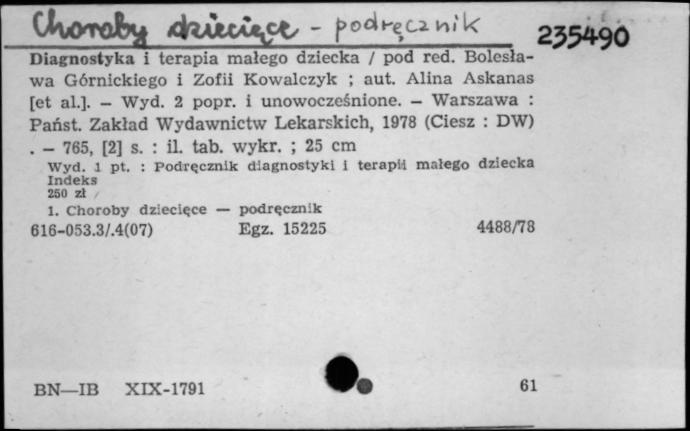 Choroby dziecięce - podręcznik
235490
Diagnostyka i terapia małego dziecka / pod red. Bolesła-
wa Górnickiego i Zofii Kowalczyk ; aut. Alina Askanas
[et al.]. — Wyd. 2 popr. i unowocześnione. — Warszawa :
Państ. Zakład Wydawnictw Lekarskich, 1978 (Ciesz : DW)
. — 765, [2] s. : il. tab. wykr. ; 25 cm
Wyd. 1 pt. : Podręcznik diagnostyki i terapii małego dziecka
Indeks
250 zł
1. Choroby dziecięce — podręcznik
616-053.3/.4(07) Egz. 15225 4488/78
BN—IB XIX-1791 61